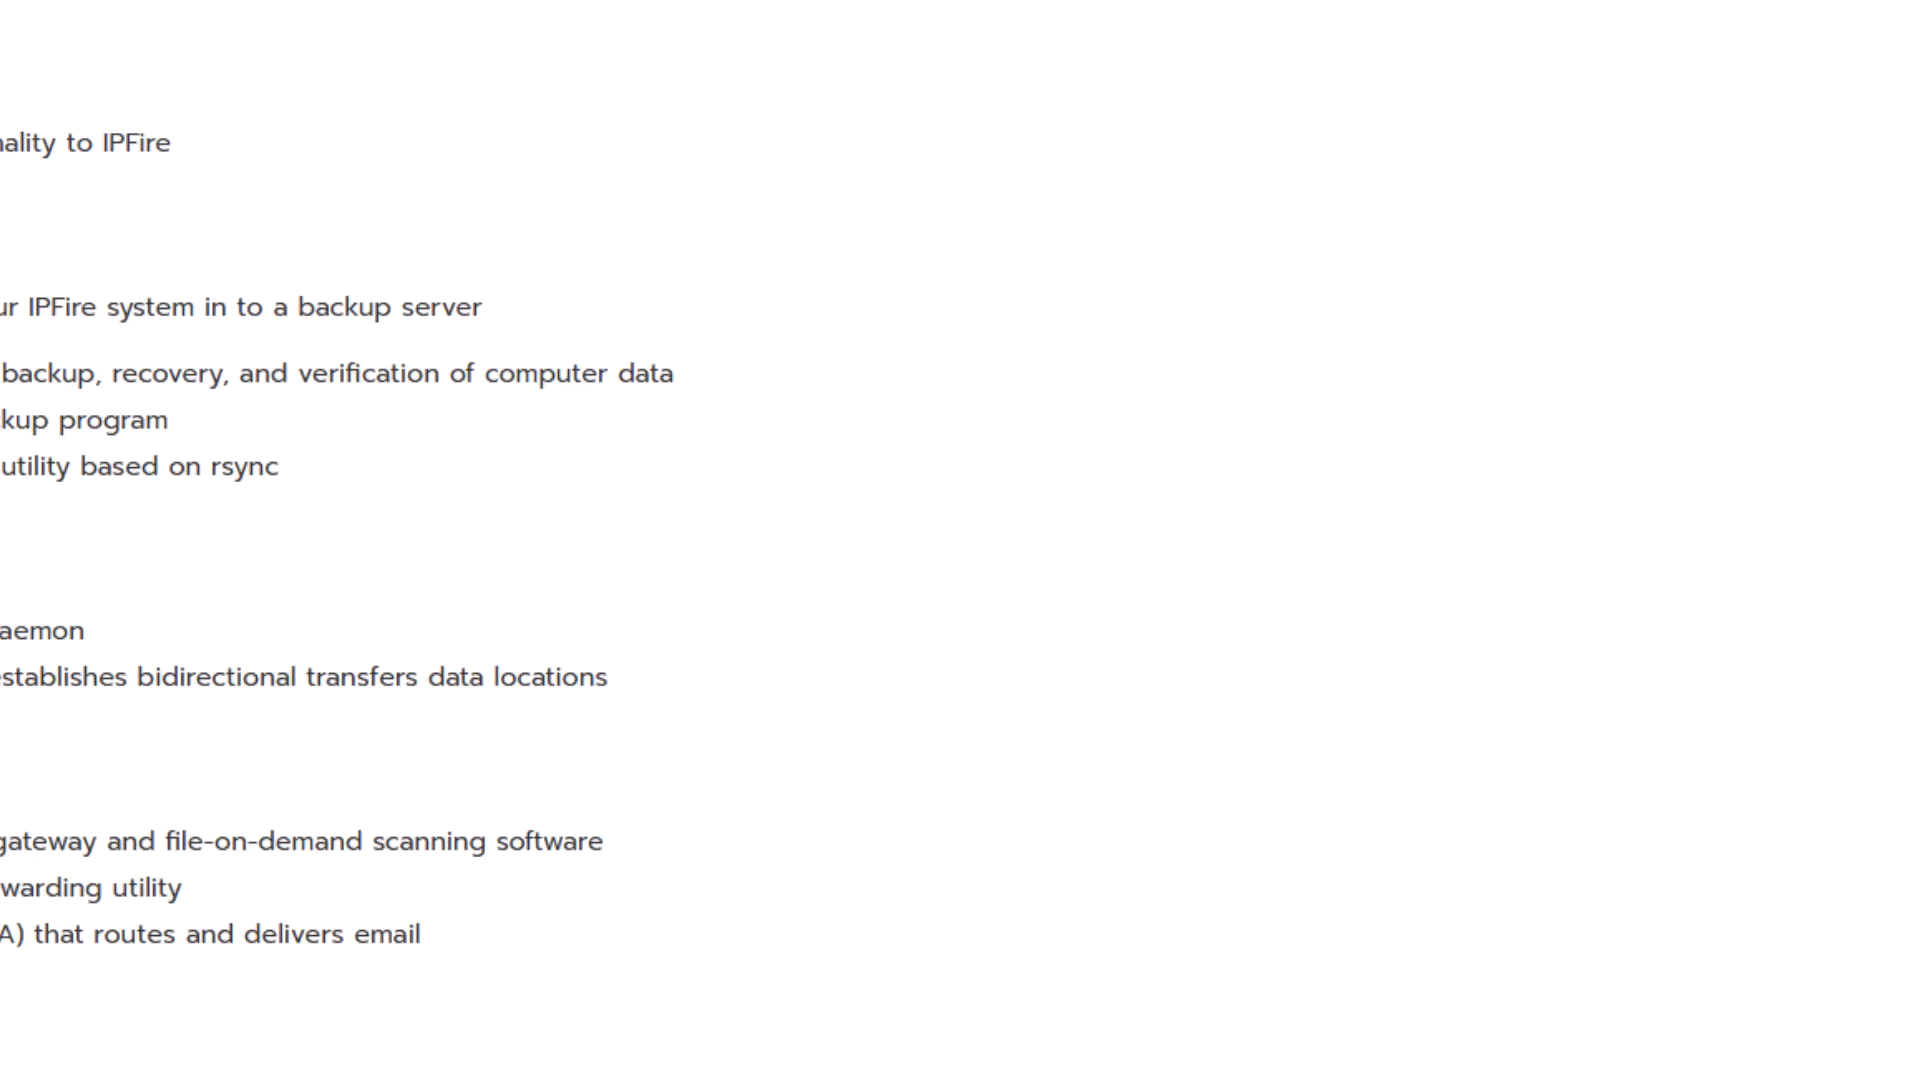 nality to IPFire
ur IPFire system in to a backup server
backup, recovery, and verification of computer data
ckup program
utility based on rsync
aemon
establishes bidirectional transfers data locations
gateway and file-on-demand scanning software
warding utility
A) that routes and delivers email